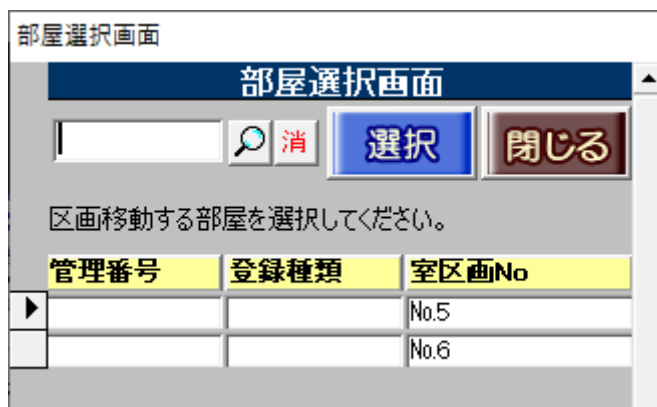 部屋選択画面
部屋選択画面
消 選択 閉じる
区画移動する部屋を選択してください。
管理番号 登録種類 室区画No
No.5
No.6